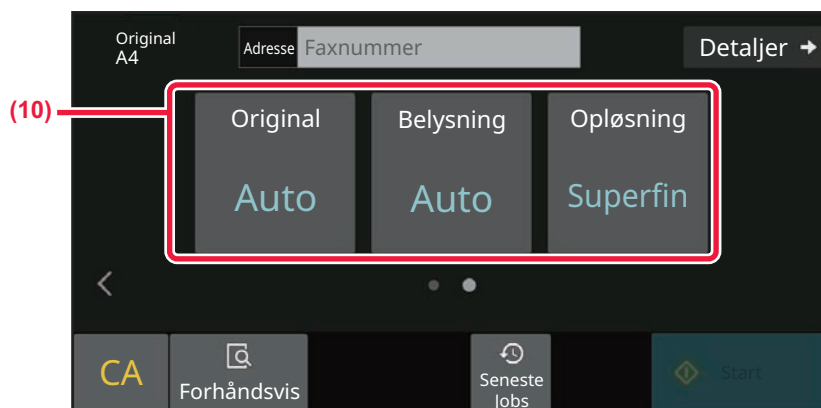 Original
A4
Adresse
Faxnummer
Detaljer
(10)
Original
Belysning
Opløsning
Auto
Auto
Superfin
CA
Forhåndsvis
Seneste
Jobs
Start